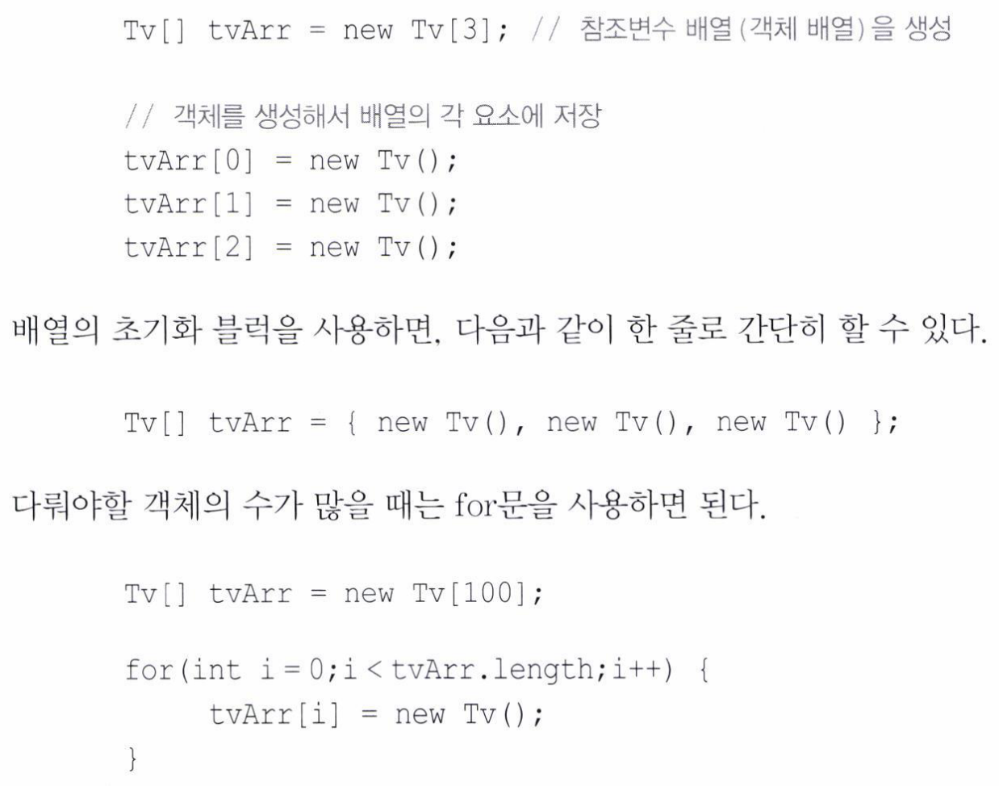 Tv[] tvArr = new Tv[3]; // 참조변수 배열(객체 배열)을 생성
// 객체를 생성해서 배열의 각 요소에 저장
tvArr[0] = new Tv();
tvArr[1] = new Tv();
tvArr[2] = new Tv();
배열의 초기화 블럭을 사용하면, 다음과 같이 한 줄로 간단히 할 수 있다.
Tv[] tvArr = { new Tv(), new Tv(), new Tv() };
다뤄야할 객체의 수가 많을 때는 for문을 사용하면 된다.
Tv[] tvArr = new Tv[100];
for(int i=0;i<tvArr.length;i++) {
tvArr[i] = new Tv();
}